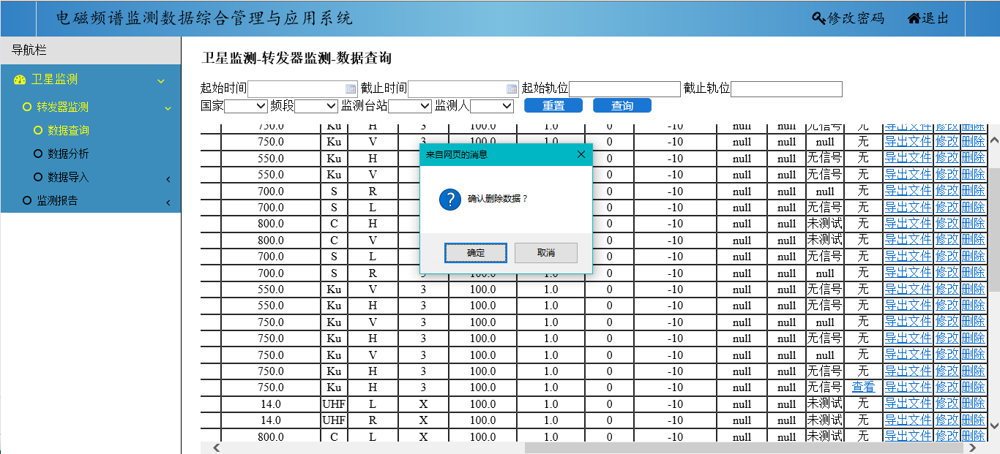 电磁频谱监测数据综合管理与应用系统 修改密码 退出
导航栏
卫星监测
转发器监测
数据查询
数据分析
数据导入
监测报告
卫星监测-转发器监测-数据查询
起始时间 截止时间 起始轨位 截止轨位
国家 频段 监测台站 监测人 重置 查询
750.0 Ku H 3 100.0 1.0 0 -10 null null 无信号 无 导出文件 修改 删除
750.0 Ku V 3 100.0 1.0 0 -10 null null null 无 导出文件 修改 删除
550.0 Ku H 0 -10 null null 无信号 无 导出文件 修改 删除
550.0 Ku V 0 -10 null null 无信号 无 导出文件 修改 删除
700.0 S R 0 -10 null null null 无 导出文件 修改 删除
700.0 S L 0 -10 null null 无信号 无 导出文件 修改 删除
800.0 C H 0 -10 null null 未测试 无 导出文件 修改 删除
800.0 C V 0 -10 null null 未测试 无 导出文件 修改 删除
700.0 S L 0 -10 null null 无信号 无 导出文件 修改 删除
700.0 S R 3 100.0 1.0 0 -10 null null null 无 导出文件 修改 删除
550.0 Ku V 3 100.0 1.0 0 -10 null null 无信号 无 导出文件 修改 删除
550.0 Ku H 3 100.0 1.0 0 -10 null null 无信号 无 导出文件 修改 删除
750.0 Ku V 3 100.0 1.0 0 -10 null null null 无 导出文件 修改 删除
750.0 Ku H 3 100.0 1.0 0 -10 null null 无信号 无 导出文件 修改 删除
750.0 Ku V 3 100.0 1.0 0 -10 null null null 无 导出文件 修改 删除
750.0 Ku H 3 100.0 1.0 0 -10 null null 无信号 无 导出文件 修改 删除
750.0 Ku H 3 100.0 1.0 0 -10 null null 无信号 查看 导出文件 修改 删除
14.0 UHF L X 100.0 1.0 0 -10 null null 未测试 无 导出文件 修改 删除
14.0 UHF R X 100.0 1.0 0 -10 null null 未测试 无 导出文件 修改 删除
800.0 C L X 100.0 1.0 0 -10 null null 未测试 无 导出文件 修改 删除
来自网页的消息
确认删除数据？
确定 取消